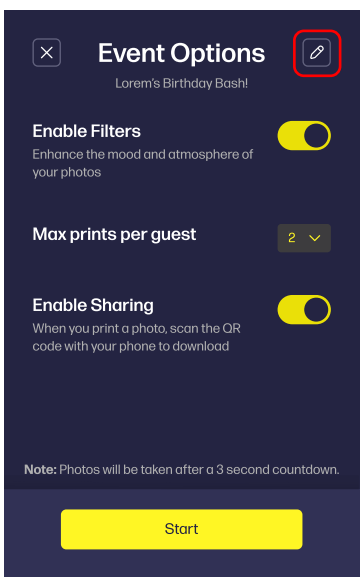 Event Options
Lorem's Birthday Bash!
Enable Filters
Enhance the mood and atmosphere of
your photos
Max prints per guest
2
Enable Sharing
When you print a photo, scan the QR
code with your phone to download
Note: Photos will be taken after a 3 second countdown.
Start